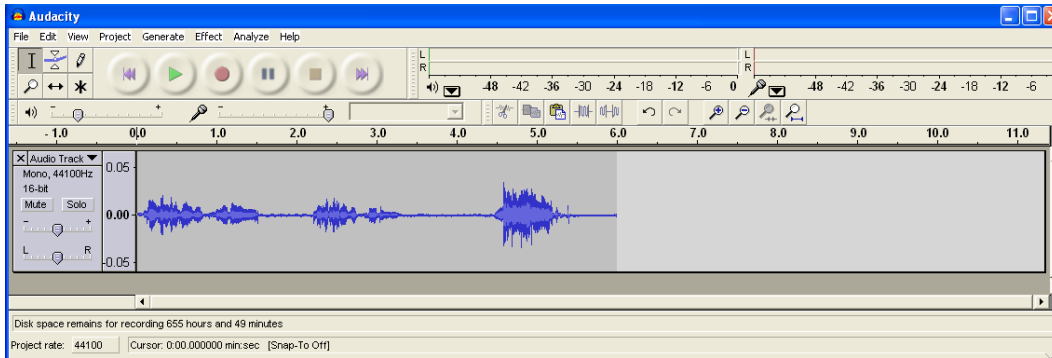 Audacity
File Edit View Project Generate Effect Analyze Help
L
R
-48 -42 -36 -30 -24 -18 -12 -6 0
L
R
-48 -42 -36 -30 -24 -18 -12 -6
- +
- +
- 1.0 0.0 1.0 2.0 3.0 4.0 5.0 6.0 7.0 8.0 9.0 10.0 11.0
X Audio Track
Mono, 44100Hz
16-bit
Mute Solo
- +
L R
0.05
0.00
-0.05
Disk space remains for recording 655 hours and 49 minutes
Project rate: 44100 Cursor: 0:00.000000 min:sec [Snap-To Off]